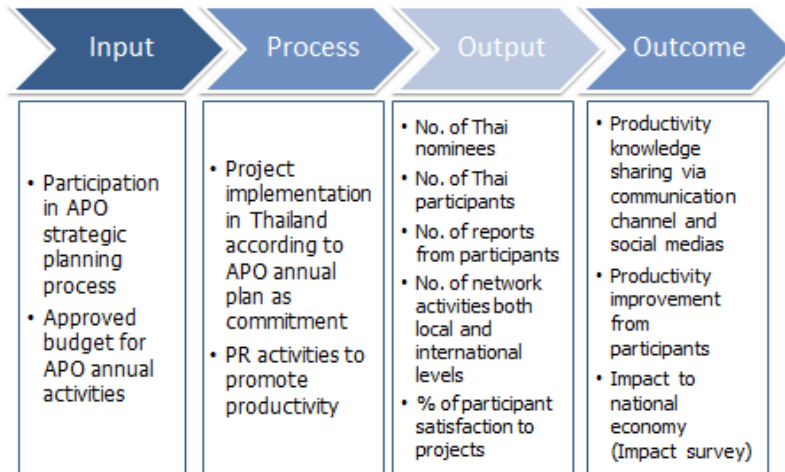 Input
Process
Output
Outcome
• Participation
in APO
strategic
planning
process
• Approved
budget for
APO annual
activities
• Project
implementation
in Thailand
according to
APO annual
plan as
commitment
• PR activities to
promote
productivity
• No. of Thai
nominees
• No. of Thai
participants
• No. of reports
from participants
• No. of network
activities both
local and
international
levels
• % of participant
satisfaction to
projects
• Productivity
knowledge
sharing via
communication
channel and
social medias
• Productivity
improvement
from
participants
• Impact to
national
economy
(Impact survey)